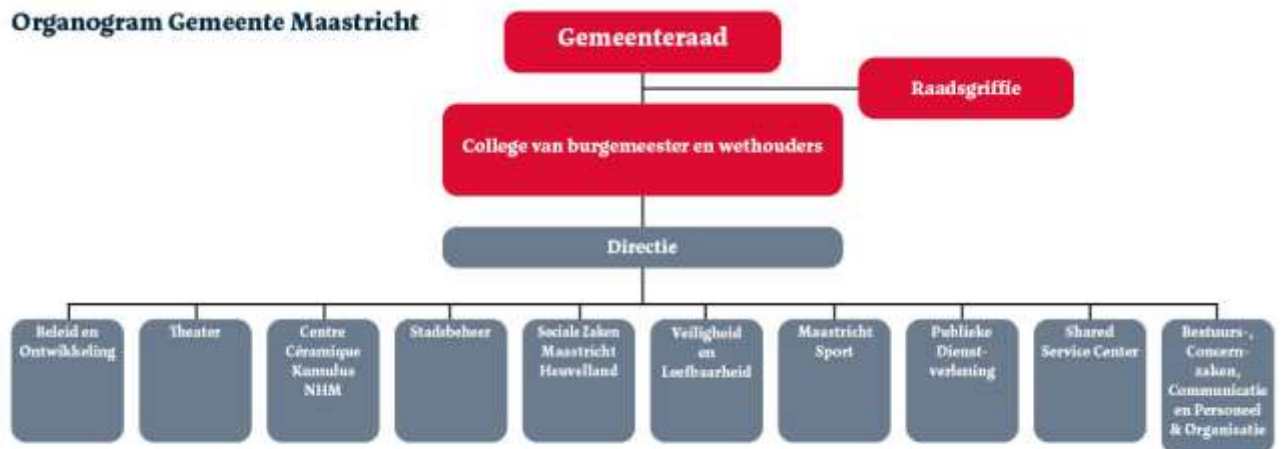 Organogram Gemeente Maastricht
Gemeenteraad
Raadsgriffie
College van burgemeester en wethouders
Directie
Beleid en
Ontwikkeling
Theater
Centre
Céramique
Kumulus
NHM
Stadsbeheer
Sociale Zaken
Maastricht
Heuvelland
Veiligheid
en
Leefbaarheid
Maastricht
Sport
Publieke
Dienst-
verlening
Shared
Service Center
Bestuurs-,
Concern-
zaken,
Communicatie
en Personeel
& Organisatie